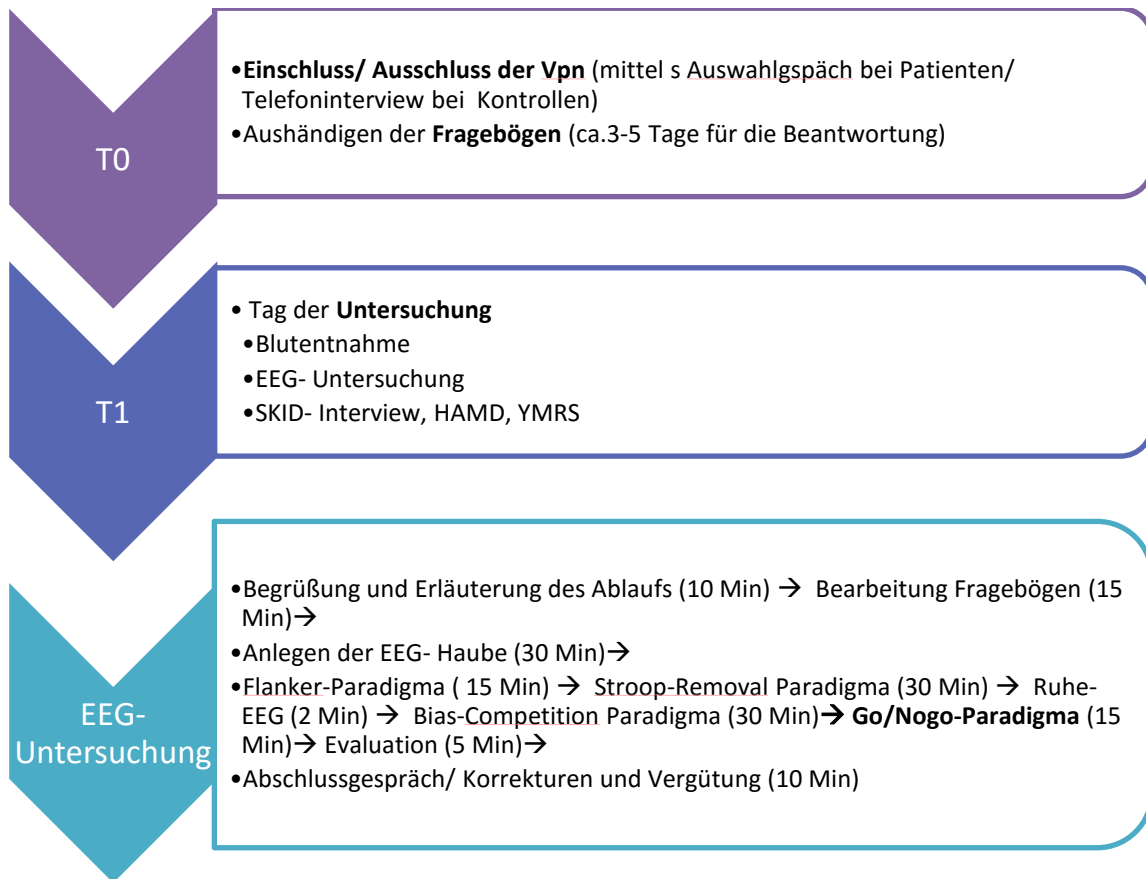 T0
•Einschluss/ Ausschluss der Vpn (mittel s Auswahlgspäch bei Patienten/
Telefoninterview bei Kontrollen)
•Aushändigen der Fragebögen (ca.3-5 Tage für die Beantwortung)
T1
• Tag der Untersuchung
•Blutentnahme
•EEG- Untersuchung
•SKID- Interview, HAMD, YMRS
EEG-
Untersuchung
•Begrüßung und Erläuterung des Ablaufs (10 Min) → Bearbeitung Fragebögen (15
Min)→
•Anlegen der EEG- Haube (30 Min)→
•Flanker-Paradigma ( 15 Min) → Stroop-Removal Paradigma (30 Min) → Ruhe-
EEG (2 Min) → Bias-Competition Paradigma (30 Min)→ Go/Nogo-Paradigma (15
Min)→ Evaluation (5 Min)→
•Abschlussgespräch/ Korrekturen und Vergütung (10 Min)